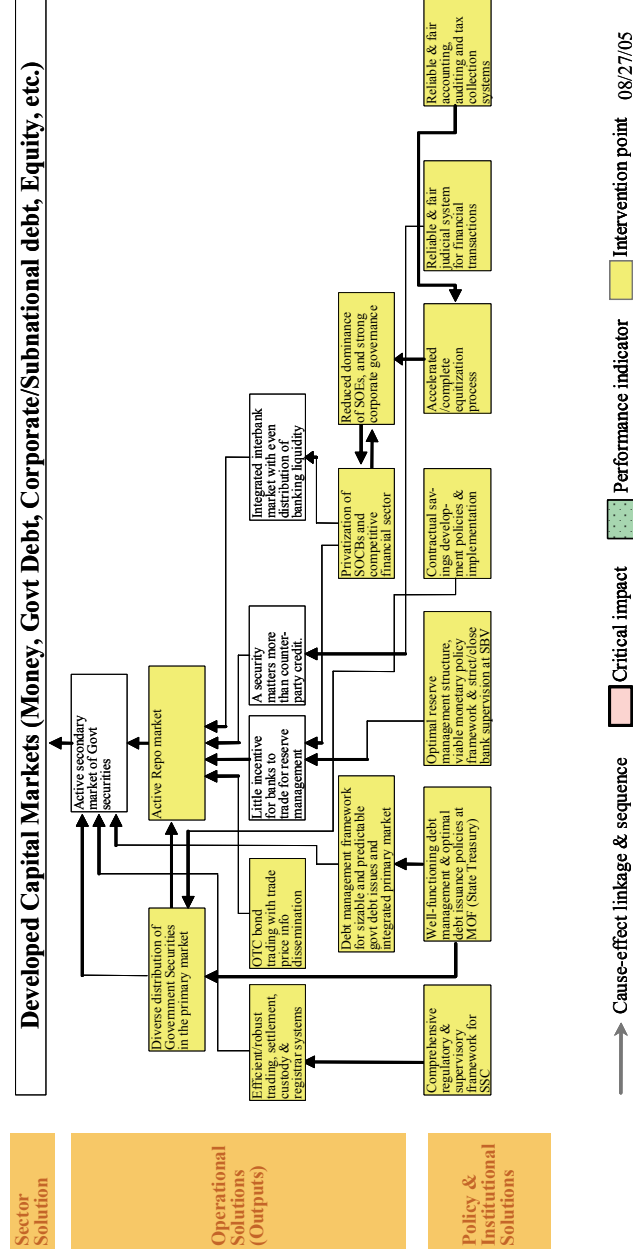 Developed Capital Markets (Money, Govt Debt, Corporate/Subnational debt, Equity, etc.)
Sector
Solution
Operational
Solutions
(Outputs)
Policy &
Institutional
Solutions
Active secondary
market of Govt
securities
Diverse distribution of
Government Securities
in the primary market
Active Repo market
Efficient/robust
trading, settlement,
custody &
registrar systems
OTC bond
trading with trade
price info
dissemination
Little incentive
for banks to
trade for reserve
management
A security
matters more
than counter-
party credit.
Integrated interbank
market with even
distribution of
banking liquidity
Debt management framework
for sizable and predictable
govt debt issues and
integrated primary market
Privatization of
SOCBs and
competitive
financial sector
Reduced dominance
of SOEs, and strong
corporate governance
Comprehensive
regulatory &
supervisory
framework for
SSC
Well-functioning debt
management & optimal
debt issuance policies at
MOF (State Treasury)
Optimal reserve
management structure,
viable monetary policy
framework & strict/close
bank supervision at SBV
Contractual sav-
ings develop-
ment policies &
implementation
Accelerated
/complete
equitization
process
Reliable & fair
judicial system
for financial
transactions
Reliable & fair
accounting,
auditing and tax
collection
systems
Cause-effect linkage & sequence
Critical impact
Performance indicator
Intervention point
08/27/05